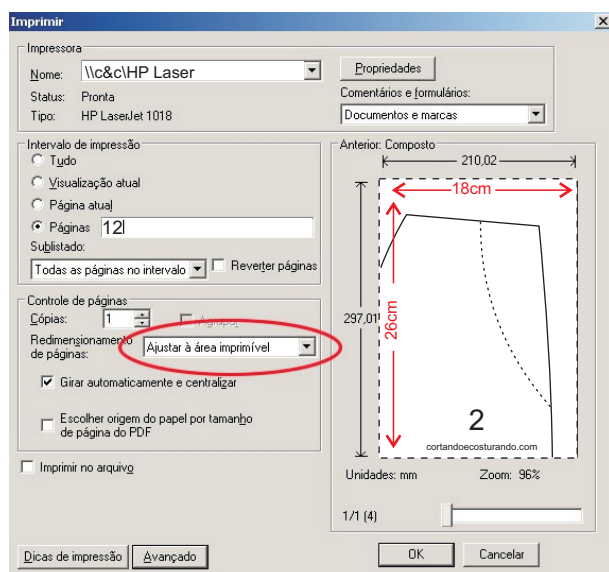 Imprimir
Impressora
Nome: \\c&c\HP Laser
Propriedades
Status: Pronta
Comentários e formulários:
Tipo: HP LaserJet 1018
Documentos e marcas
Intervalo de impressão
Tudo
Visualização atual
Página atual
Páginas 12
Sublistado:
Todas as páginas no intervalo
Reverter páginas
Controle de páginas
Cópias: 1
Agrupar
Redimensionamento de páginas:
Ajustar à área imprimível
Girar automaticamente e centralizar
Escolher origem do papel por tamanho
de página do PDF
Imprimir no arquivo
Anterior: Composto
210,02
18cm
297,01
26cm
2
cortandoecosturando.com
Unidades: mm
Zoom: 96%
1/1 (4)
Dicas de impressão
Avançado
OK
Cancelar